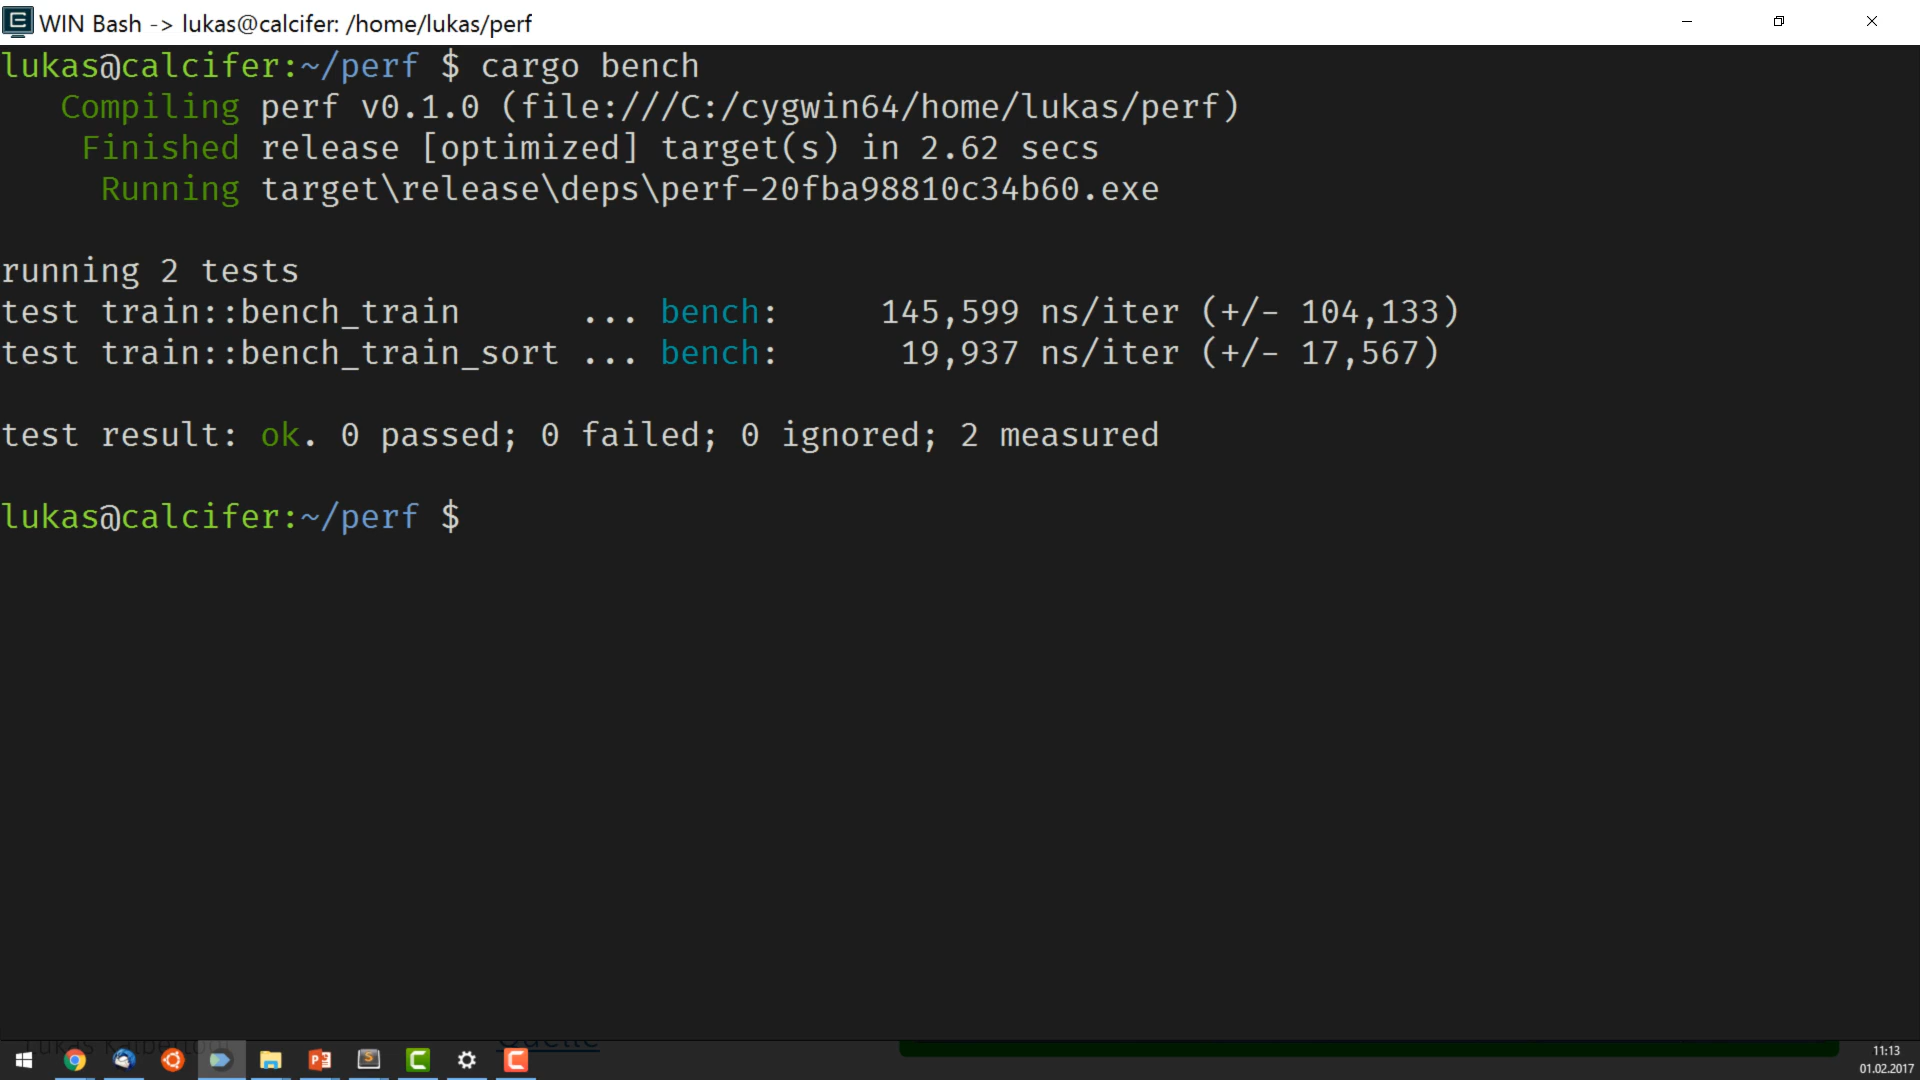 WIN Bash -> lukas@calcifer: /home/lukas/perf
lukas@calcifer:~/perf $ cargo bench
Compiling perf v0.1.0 (file:///C:/cygwin64/home/lukas/perf)
Finished release [optimized] target(s) in 2.62 secs
Running target\release\deps\perf-20fba98810c34b60.exe
running 2 tests
test train::bench_train ... bench: 145,599 ns/iter (+/- 104,133)
test train::bench_train_sort ... bench: 19,937 ns/iter (+/- 17,567)
test result: ok. 0 passed; 0 failed; 0 ignored; 2 measured
lukas@calcifer:~/perf $
11:13
01.02.2017